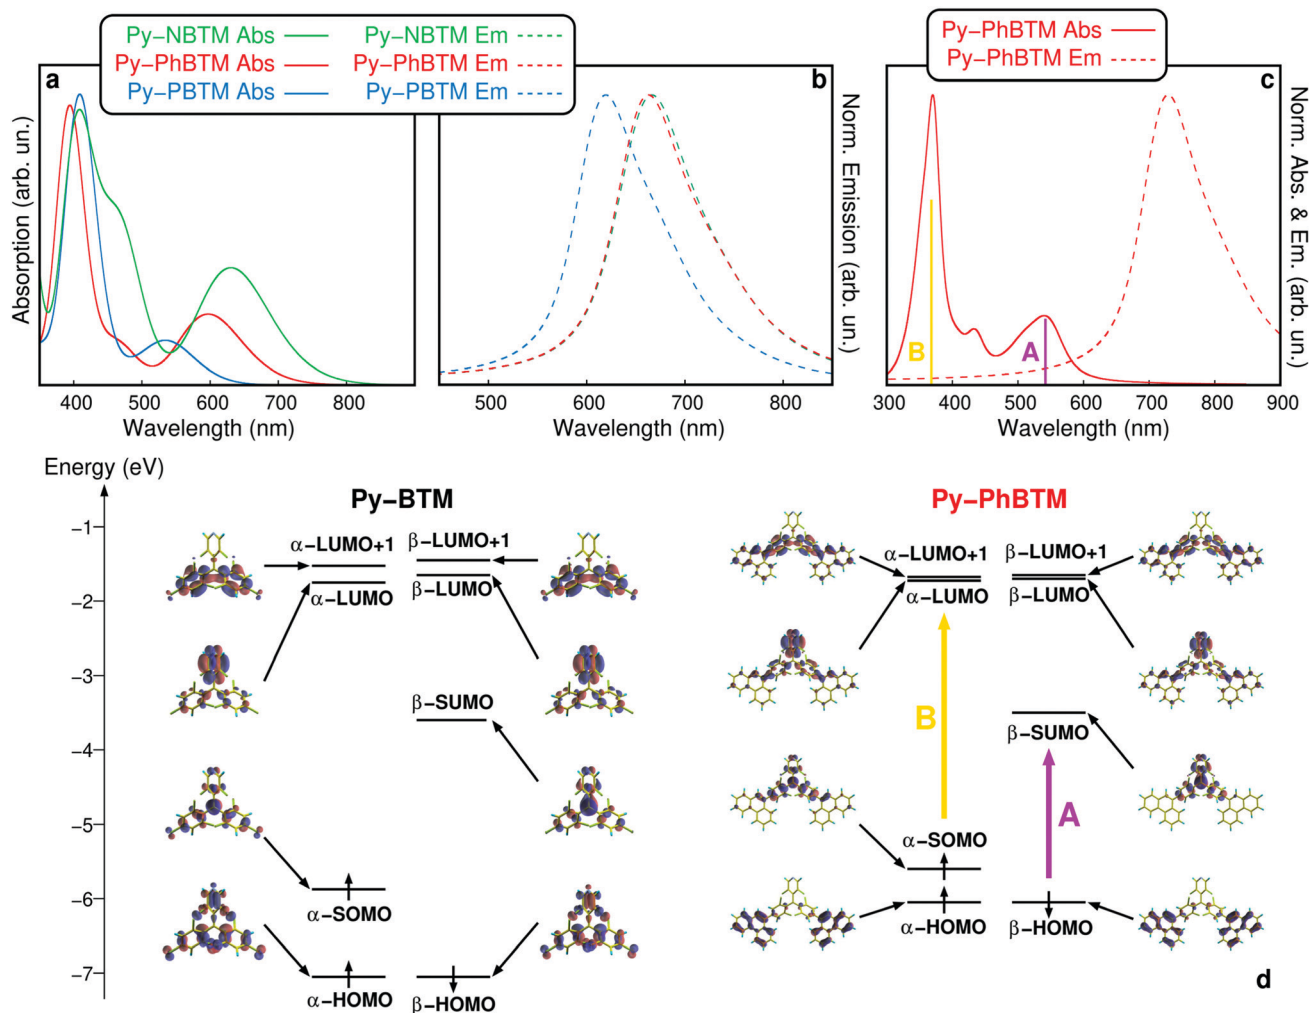 Py–NBTM Abs
Py–NBTM Em
Py–PhBTM Abs
Py–PhBTM Em
Py–PBTM Abs
Py–PBTM Em
Py–PhBTM Abs
Py–PhBTM Em
a
b
c
Absorption (arb. un.)
Norm. Emission (arb. un.)
Norm. Abs. & Em. (arb. un.)
B
A
400
500
600
700
800
500
600
700
800
300
400
500
600
700
800
900
Wavelength (nm)
Wavelength (nm)
Wavelength (nm)
Energy (eV)
Py–BTM
Py–PhBTM
–1
–2
–3
–4
–5
–6
–7
α–LUMO+1
β–LUMO+1
α–LUMO
β–LUMO
β–SUMO
α–SOMO
α–HOMO
β–HOMO
α–LUMO+1
β–LUMO+1
α–LUMO
β–LUMO
B
β–SUMO
A
α–SOMO
α–HOMO
β–HOMO
d